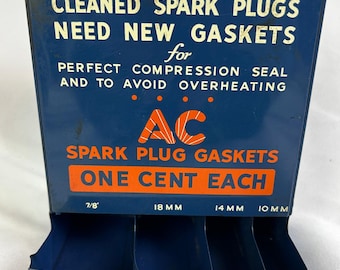 CLEANED SPARK PLUGS
NEED NEW GASKETS
for
PERFECT COMPRESSION SEAL
AND TO AVOID OVERHEATING
AC
SPARK PLUG GASKETS
ONE CENT EACH
7/8" 18 MM 14 MM 10 MM